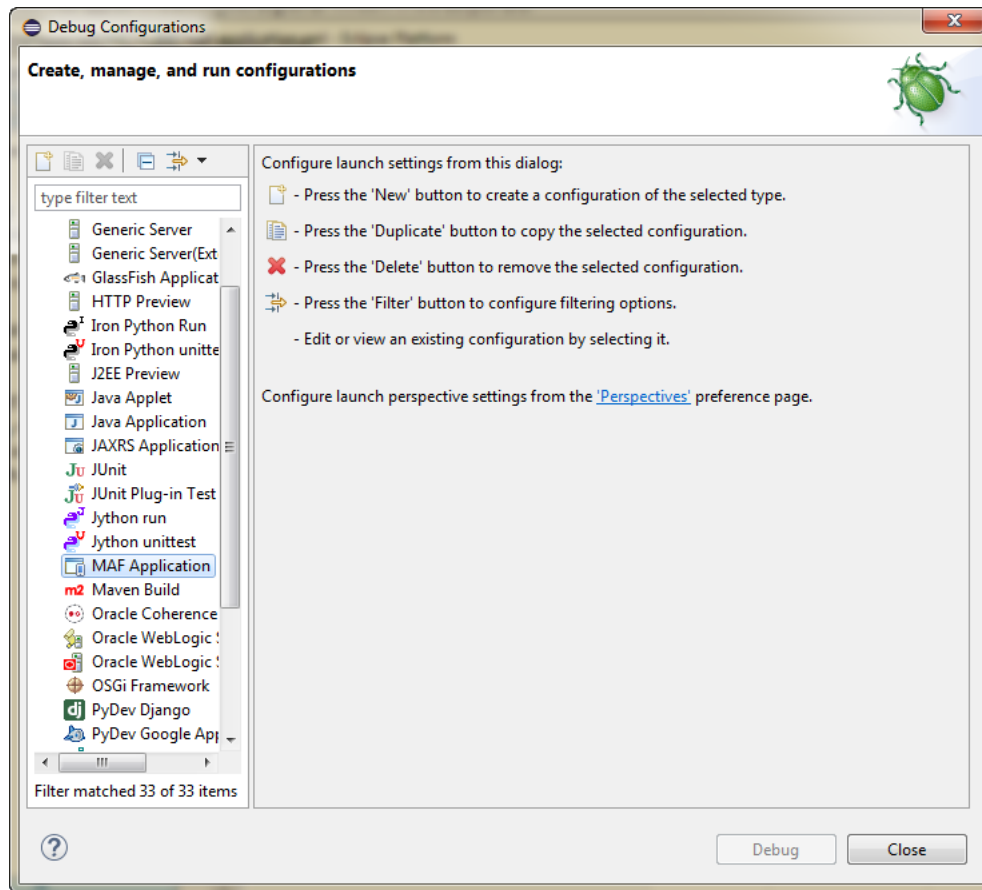 Debug Configurations
Create, manage, and run configurations
type filter text
Generic Server
Generic Server(Ext
GlassFish Applicat
HTTP Preview
Iron Python Run
Iron Python unitte
J2EE Preview
Java Applet
Java Application
JAXRS Application
JUnit
JUnit Plug-in Test
Jython run
Jython unittest
MAF Application
Maven Build
Oracle Coherence
Oracle WebLogic S
Oracle WebLogic S
OSGi Framework
PyDev Django
PyDev Google App
Filter matched 33 of 33 items
Configure launch settings from this dialog:
- Press the 'New' button to create a configuration of the selected type.
- Press the 'Duplicate' button to copy the selected configuration.
- Press the 'Delete' button to remove the selected configuration.
- Press the 'Filter' button to configure filtering options.
- Edit or view an existing configuration by selecting it.
Configure launch perspective settings from the 'Perspectives' preference page.
Debug
Close